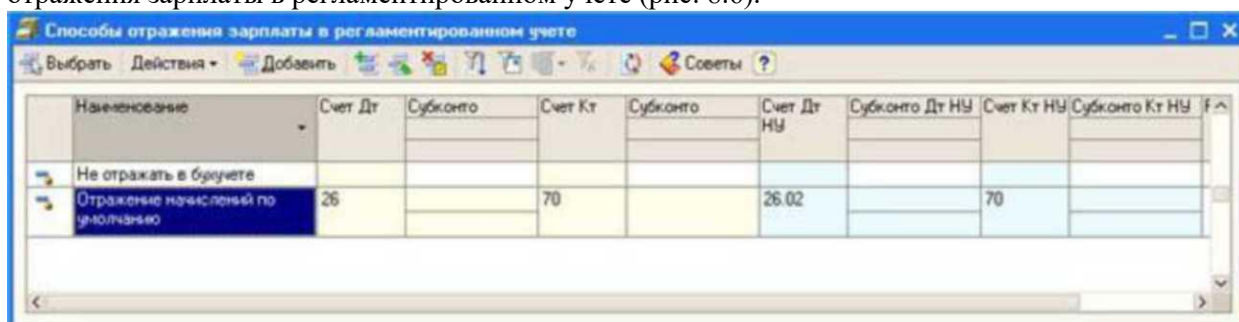 отражения зарплаты в регламентированном учете (рис. 8.6).
Способы отражения зарплаты в регламентированном учете
Выбрать Действия Добавить Советы ?
Наименование Счет Дт Субконто Счет Кт Субконто Счет Дт НУ Субконто Дт НУ Счет Кт НУ Субконто Кт НУ
Не отражать в бухучете
Отражение начислений по умолчанию 26 70 26.02 70